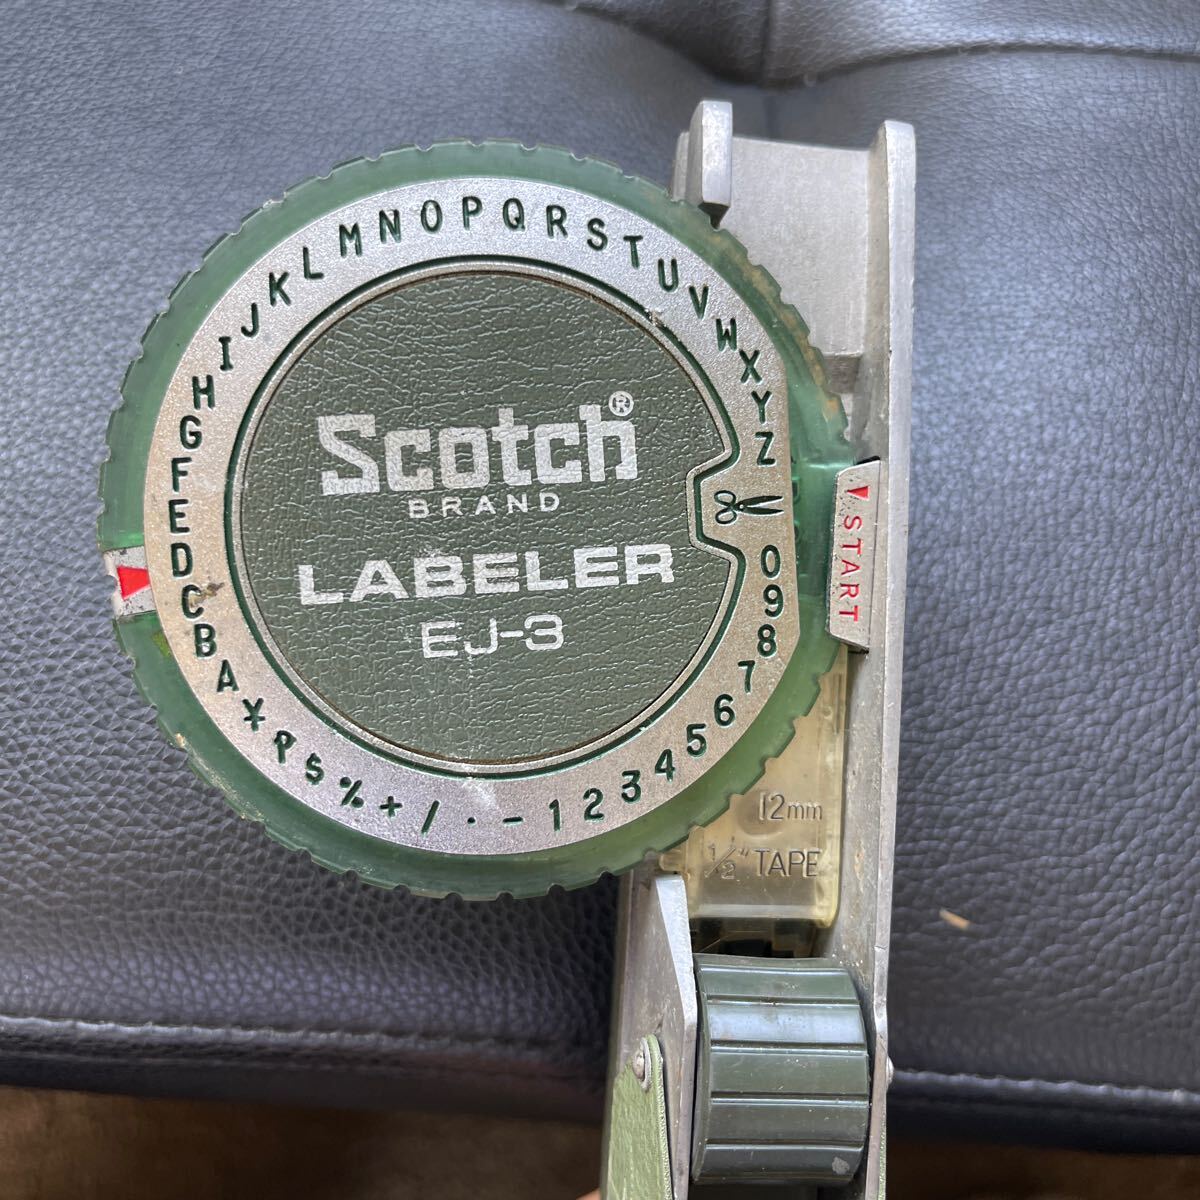 Scotch®
BRAND
LABELER
EJ-3
ABCDEFGHIJKLMNOPQRSTUVWXYZ
0987654321-·/+%
¥
START
12mm
1/2" TAPE